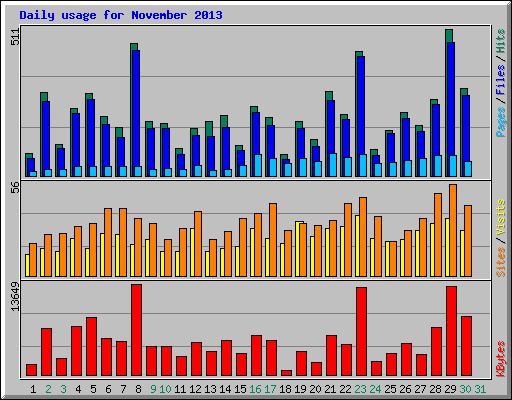 Daily usage for November 2013
511
56
13649
Pages / Files / Hits
Sites / Visits
KBytes
1 2 3 4 5 6 7 8 9 10 11 12 13 14 15 16 17 18 19 20 21 22 23 24 25 26 27 28 29 30 31